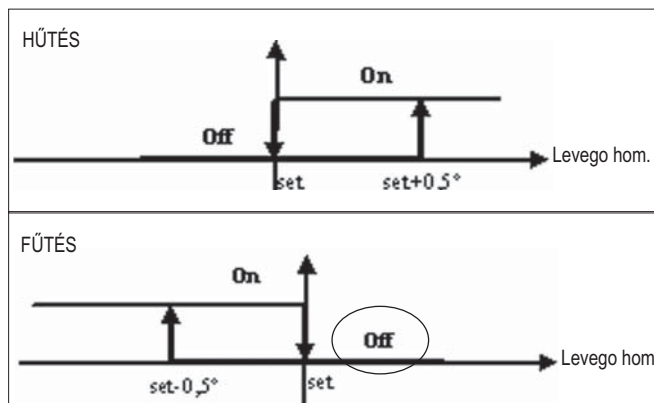 HŰTÉS
On
Off
Levego hom.
set
set+0,5°
FŰTÉS
On
Off
Levego hom
set-0,5°
set